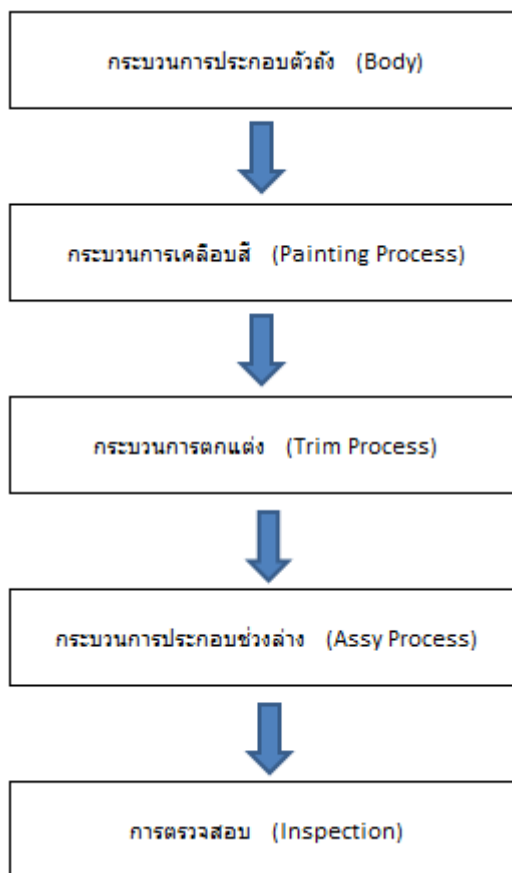 กระบวนการประกอบตัวถัง (Body)
กระบวนการเคลือบสี (Painting Process)
กระบวนการตกแต่ง (Trim Process)
กระบวนการประกอบช่วงล่าง (Assy Process)
การตรวจสอบ (Inspection)